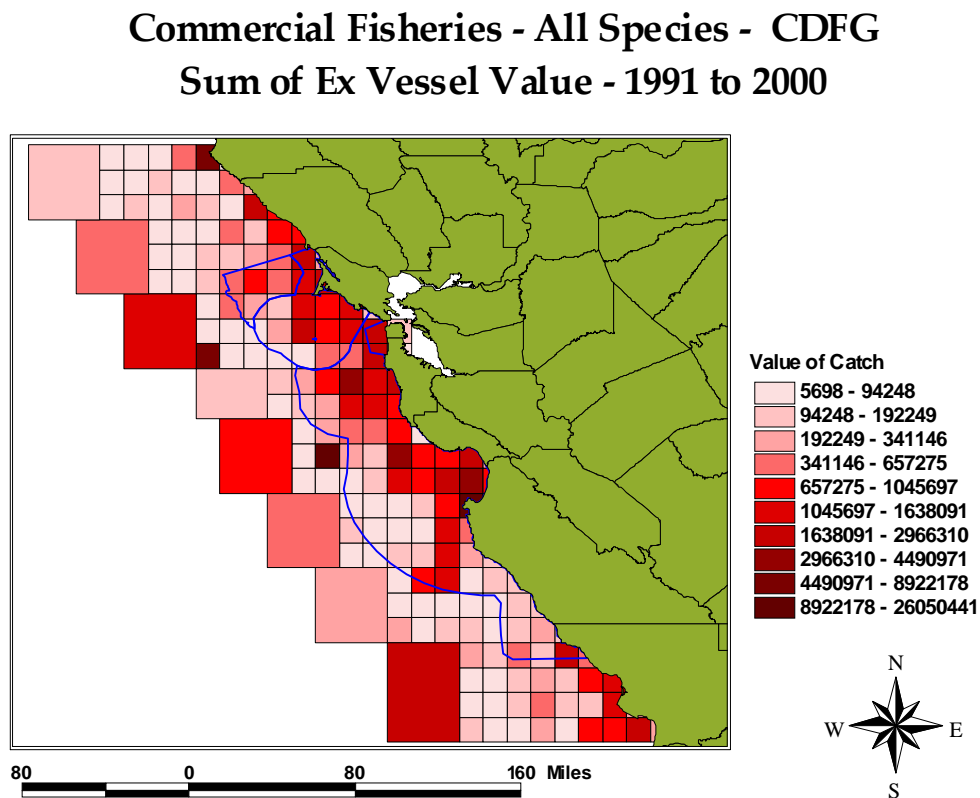 Commercial Fisheries - All Species - CDFG
Sum of Ex Vessel Value - 1991 to 2000
Value of Catch
5698 - 94248
94248 - 192249
192249 - 341146
341146 - 657275
657275 - 1045697
1045697 - 1638091
1638091 - 2966310
2966310 - 4490971
4490971 - 8922178
8922178 - 26050441
N
W E
S
80 0 80 160 Miles